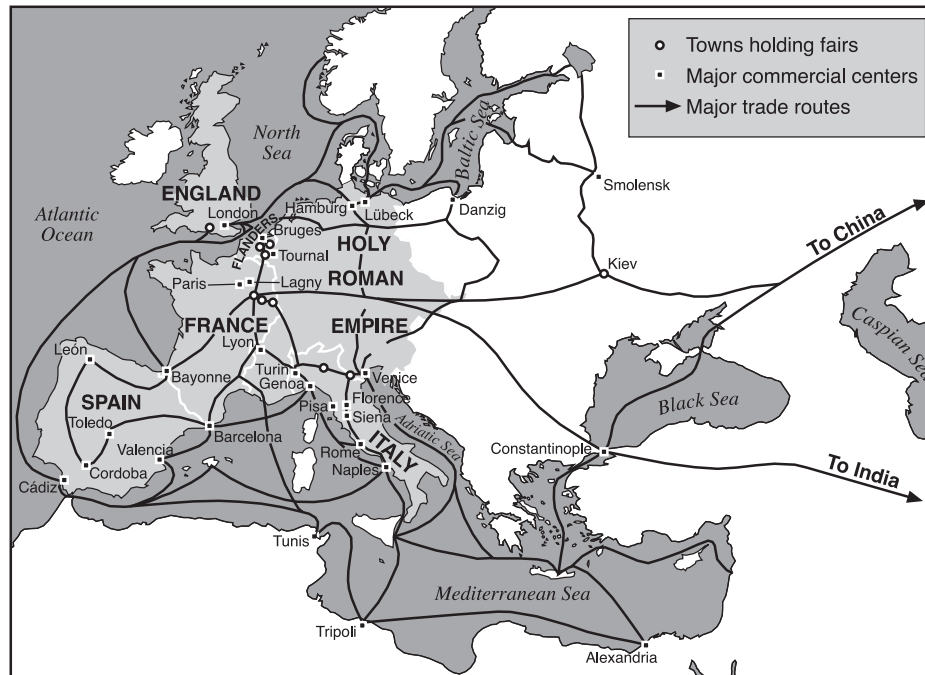 Towns holding fairs
Major commercial centers
Major trade routes
North
Sea
Baltic Sea
Smolensk
ENGLAND
London
Hamburg
Lübeck
Danzig
Atlantic
Ocean
FLANDERS
Bruges
Tournal
HOLY
ROMAN
EMPIRE
To China
Kiev
Paris
Lagny
FRANCE
Lyon
Caspian Sea
León
Bayonne
Turin
Genoa
Venice
Florence
Pisa
Siena
SPAIN
Toledo
Valencia
Barcelona
Cordoba
Cádiz
Rome
Naples
ITALY
Adriatic Sea
Black Sea
Constantinople
To India
Tunis
Mediterranean Sea
Tripoli
Alexandria